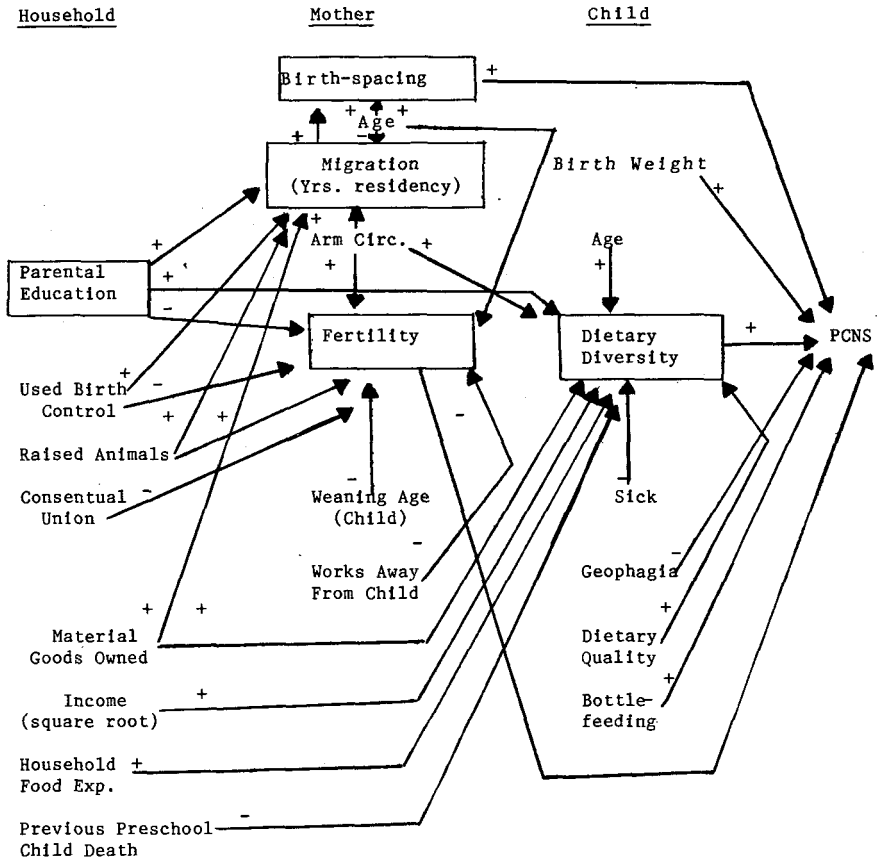 Household Mother Child
Birth-spacing +
+ Age +
+ -
Migration
(Yrs. residency)
Birth Weight
+
+
Arm Circ. +
Age
+
+
+
Parental
Education
+
-
Fertility
Dietary
Diversity
+
PCNS
Used Birth
Control
+
-
+ +
-
Raised Animals
Consentual
Union
-
-
Weaning Age
(Child)
-
Sick
-
Works Away
From Child
-
Geophagia
+ +
Material
Goods Owned
+
Dietary
Quality
+
Income
(square root)
+
Bottle-
feeding
Household
Food Exp.
+
Previous Preschool
Child Death
-